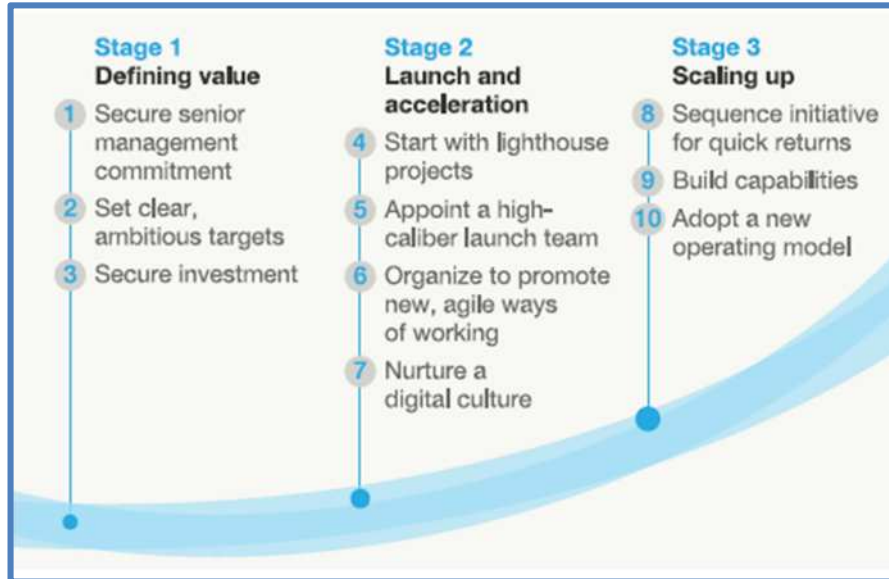 Stage 1
Defining value
1 Secure senior
management
commitment
2 Set clear,
ambitious targets
3 Secure investment
Stage 2
Launch and
acceleration
4 Start with lighthouse
projects
5 Appoint a high-
caliber launch team
6 Organize to promote
new, agile ways
of working
7 Nurture a
digital culture
Stage 3
Scaling up
8 Sequence initiative
for quick returns
9 Build capabilities
10 Adopt a new
operating model